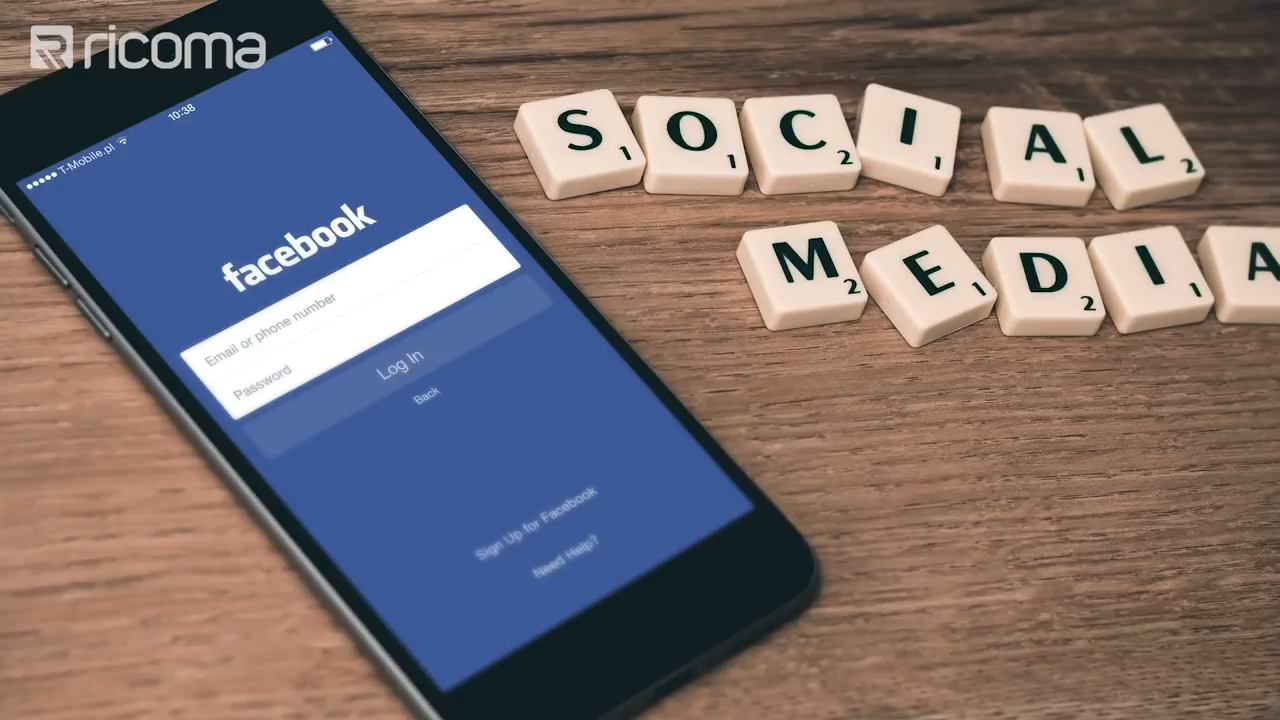 ricoma
T-Mobile.pl
10:38
facebook
Email or phone number
Password
Log In
Back
Sign Up for Facebook
Need Help?
S1 O1 C2 I1 A1 L2
M2 E1 D2 I1 A